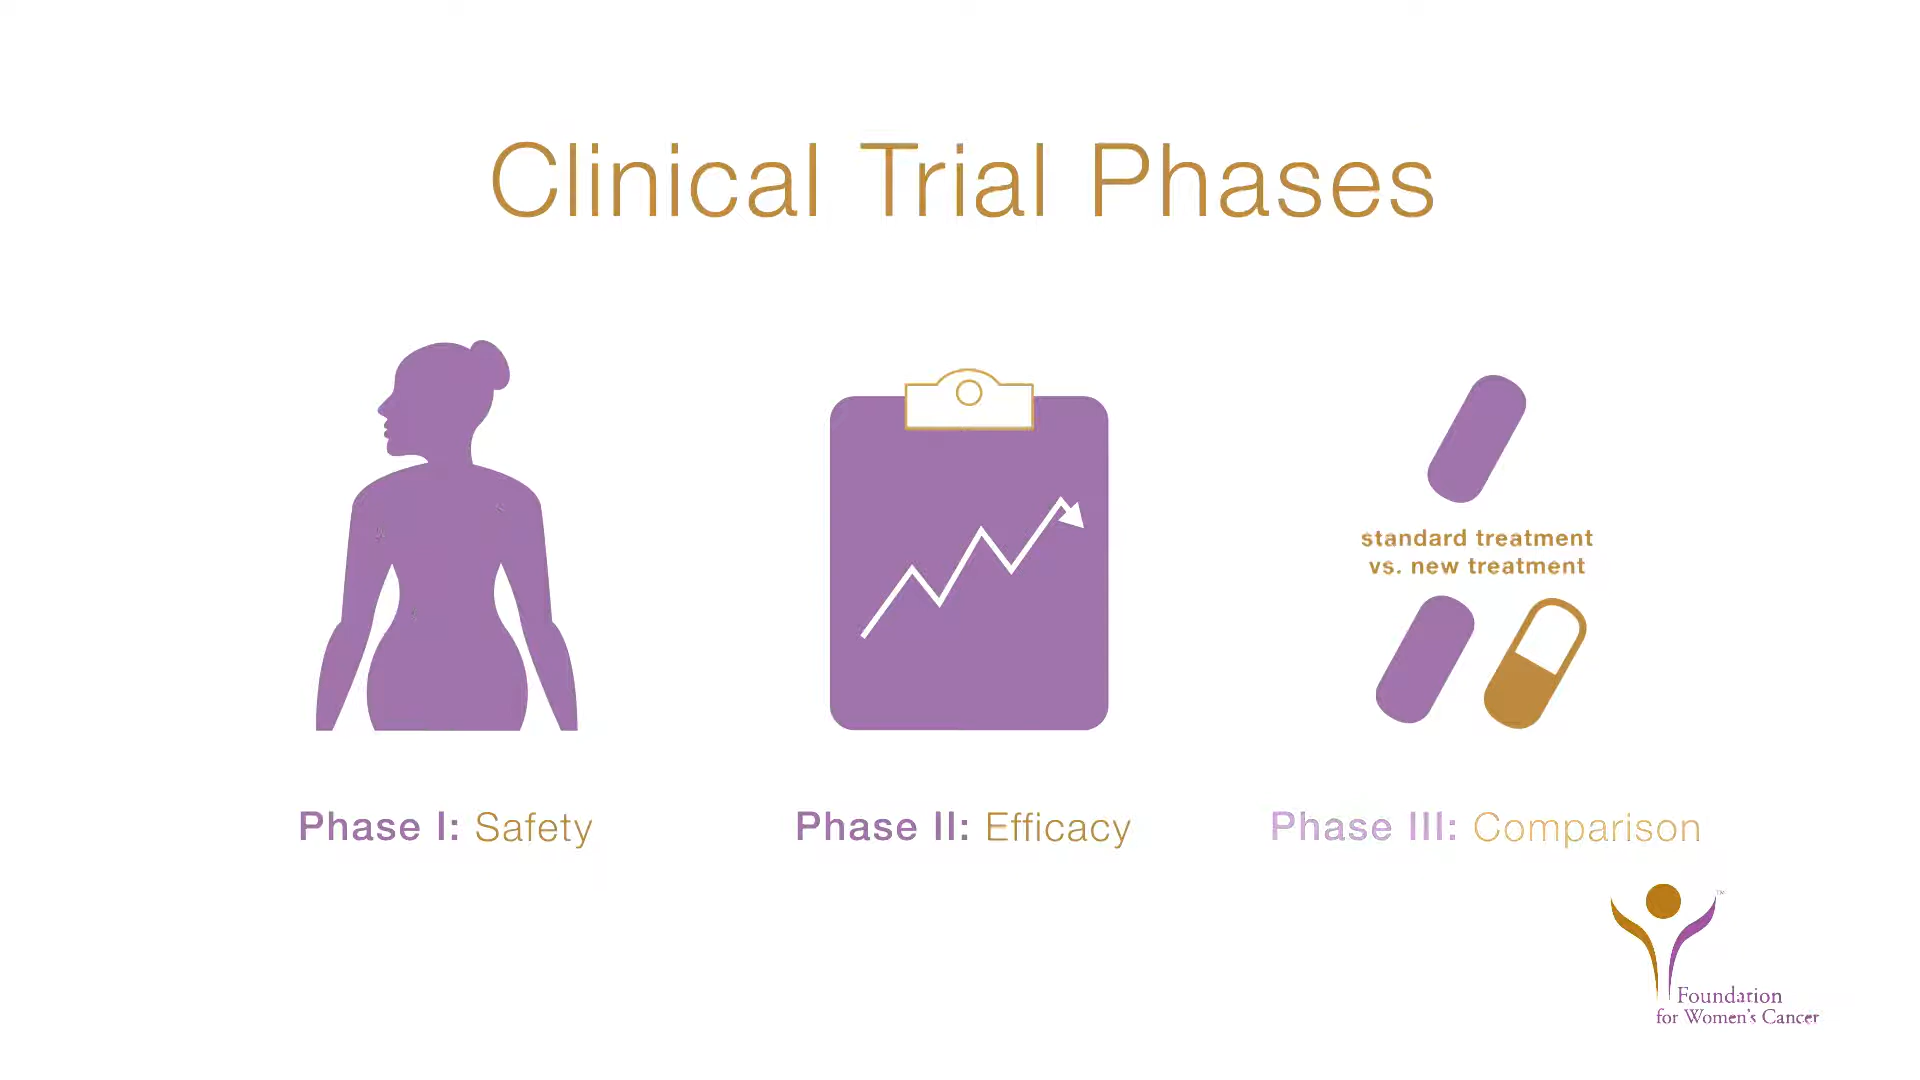 Clinical Trial Phases
standard treatment
vs. new treatment
Phase I: Safety
Phase II: Efficacy
Phase III: Comparison
TM
Foundation
for Women's Cancer